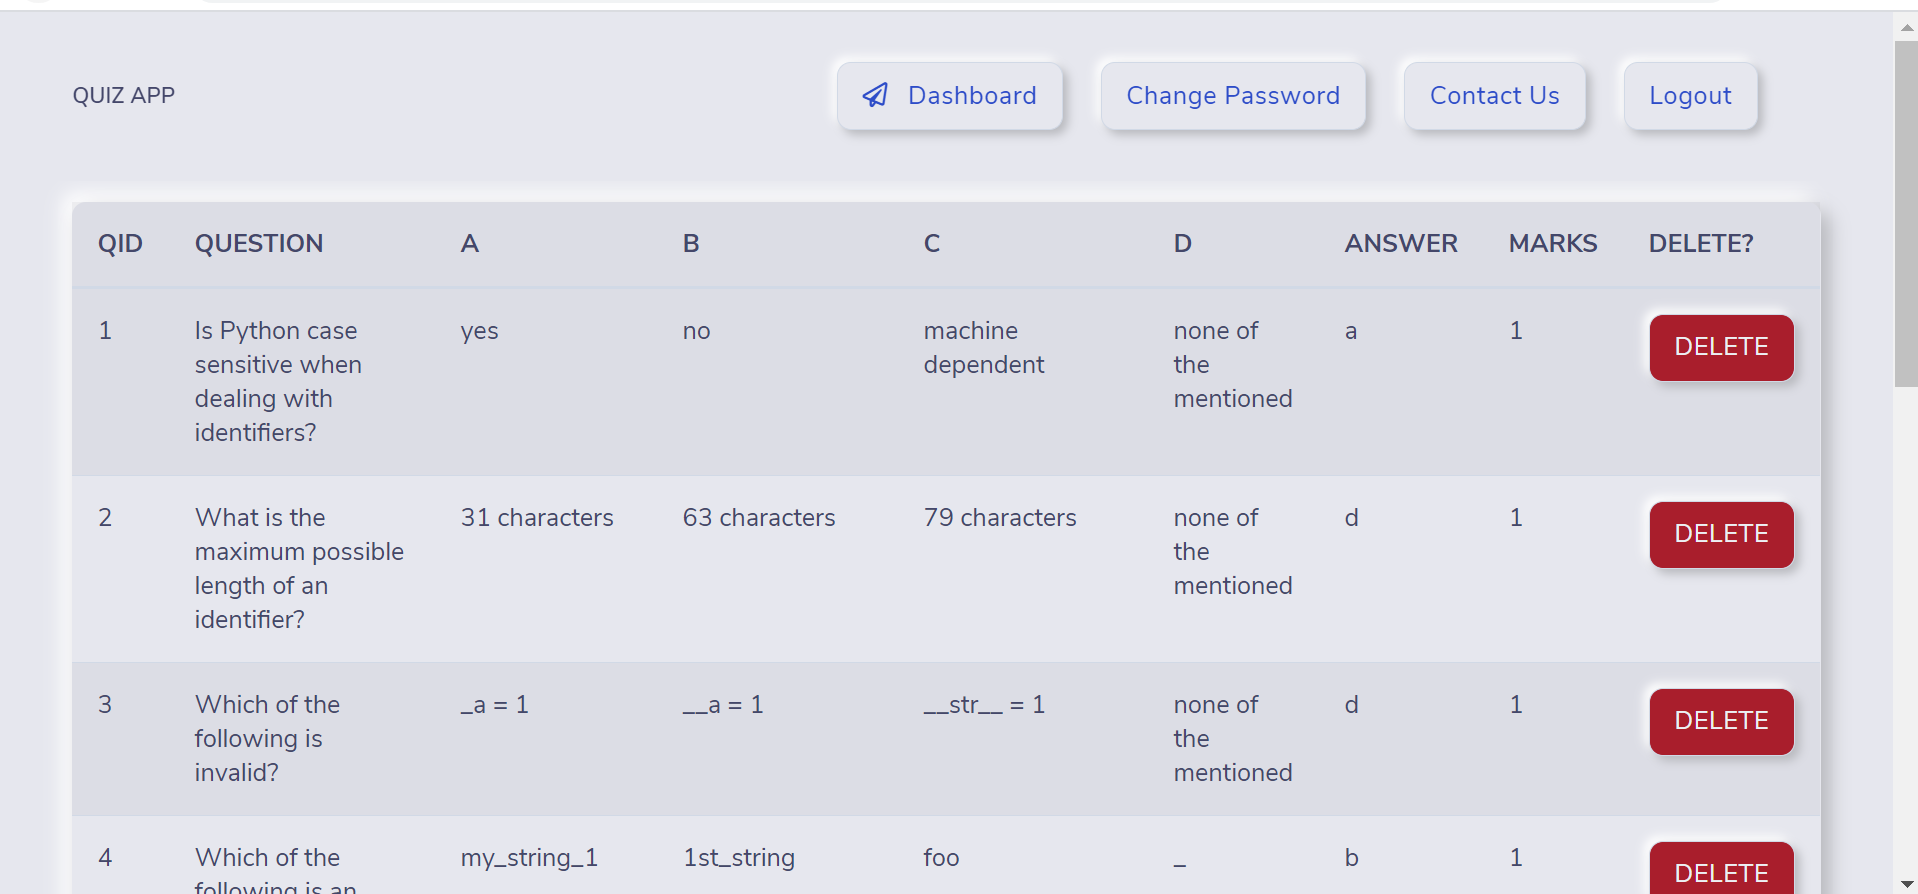 QUIZ APP Dashboard Change Password Contact Us Logout
QID QUESTION A B C D ANSWER MARKS DELETE?
1 Is Python case yes no machine none of a 1 DELETE
sensitive when dependent the
dealing with mentioned
identifiers?
2 What is the 31 characters 63 characters 79 characters none of d 1 DELETE
maximum possible the
length of an mentioned
identifier?
3 Which of the _a = 1 __a = 1 __str__ = 1 none of d 1 DELETE
following is the
invalid? mentioned
4 Which of the my_string_1 1st_string foo _ b 1 DELETE
following is an